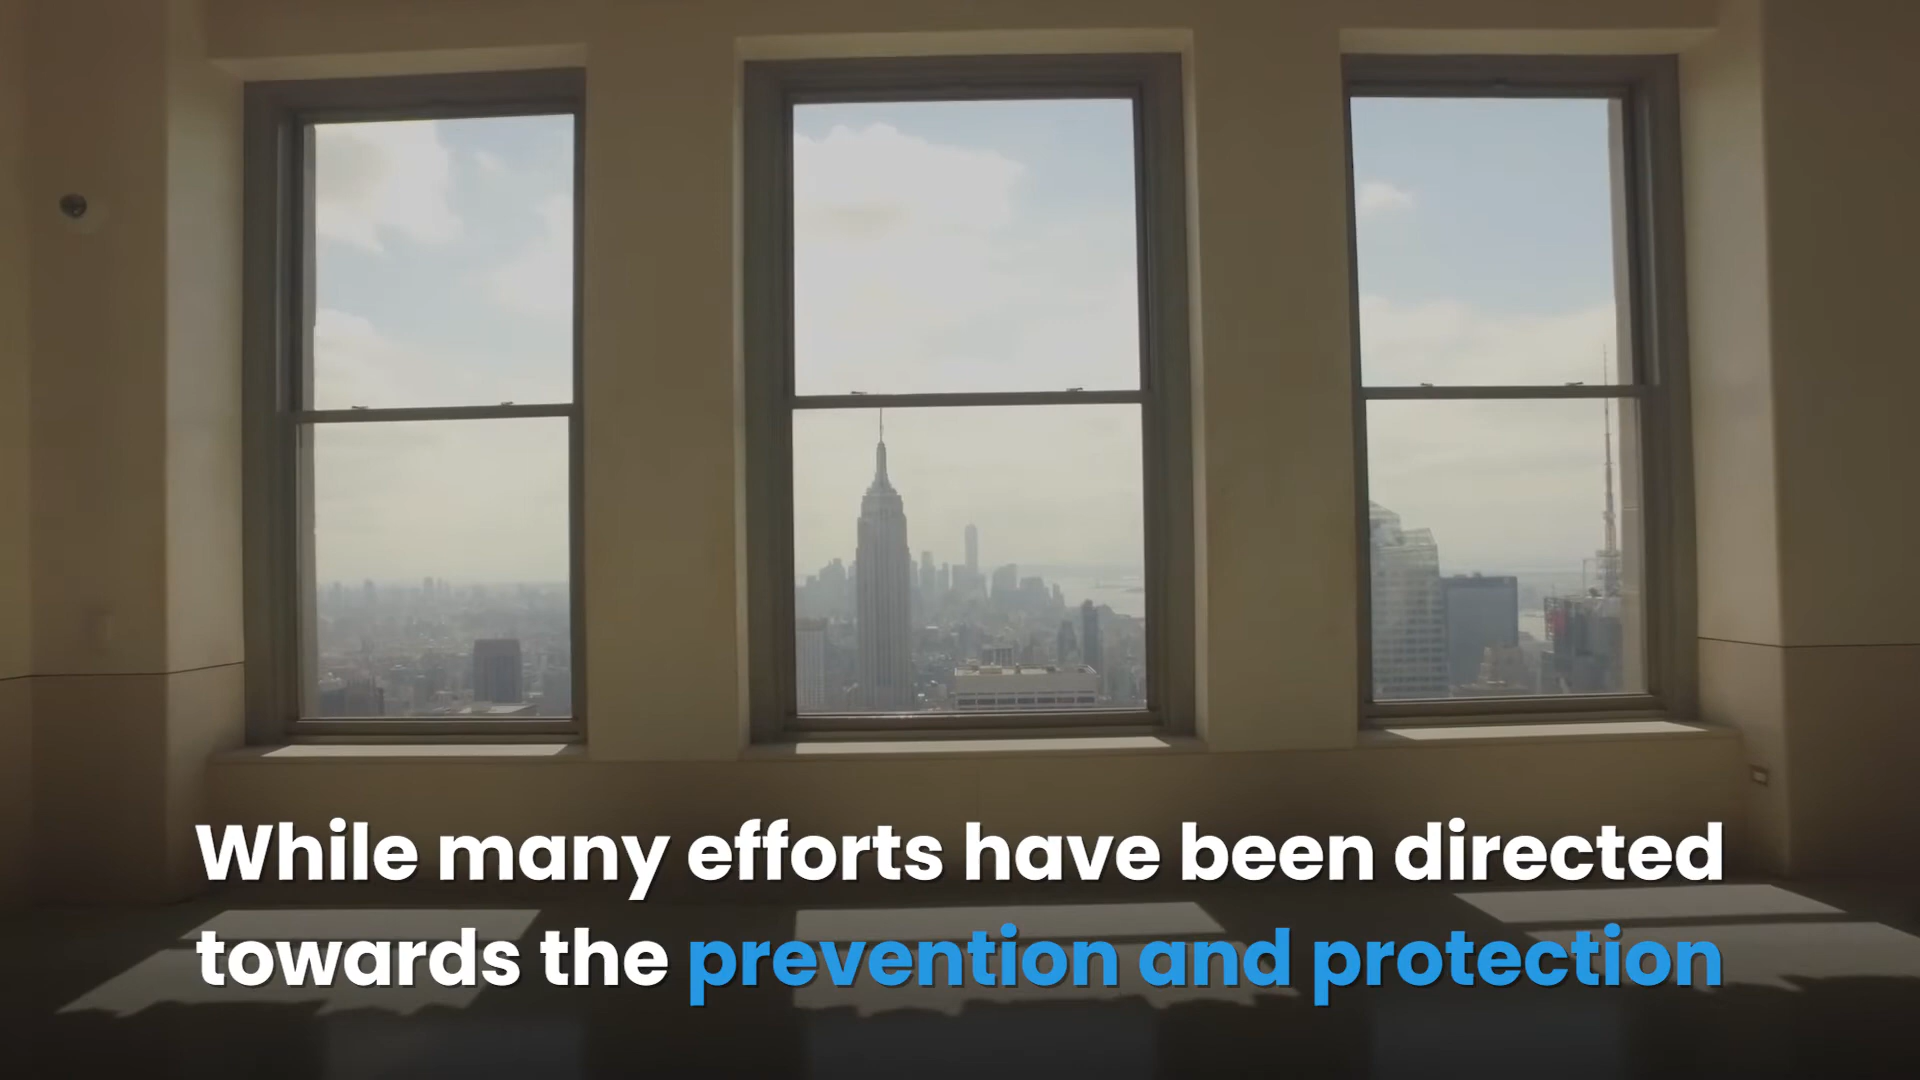 While many efforts have been directed
towards the prevention and protection